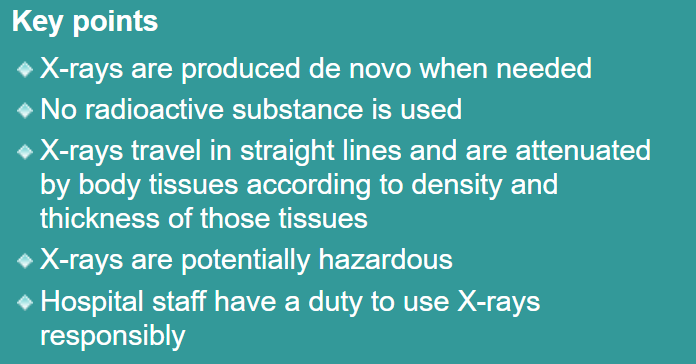 Key points
X-rays are produced de novo when needed
No radioactive substance is used
X-rays travel in straight lines and are attenuated
by body tissues according to density and
thickness of those tissues
X-rays are potentially hazardous
Hospital staff have a duty to use X-rays
responsibly